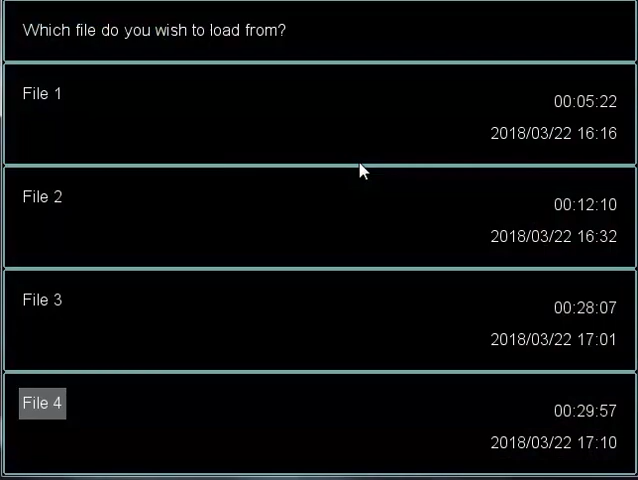 Which file do you wish to load from?
File 1
00:05:22
2018/03/22 16:16
File 2
00:12:10
2018/03/22 16:32
File 3
00:28:07
2018/03/22 17:01
File 4
00:29:57
2018/03/22 17:10